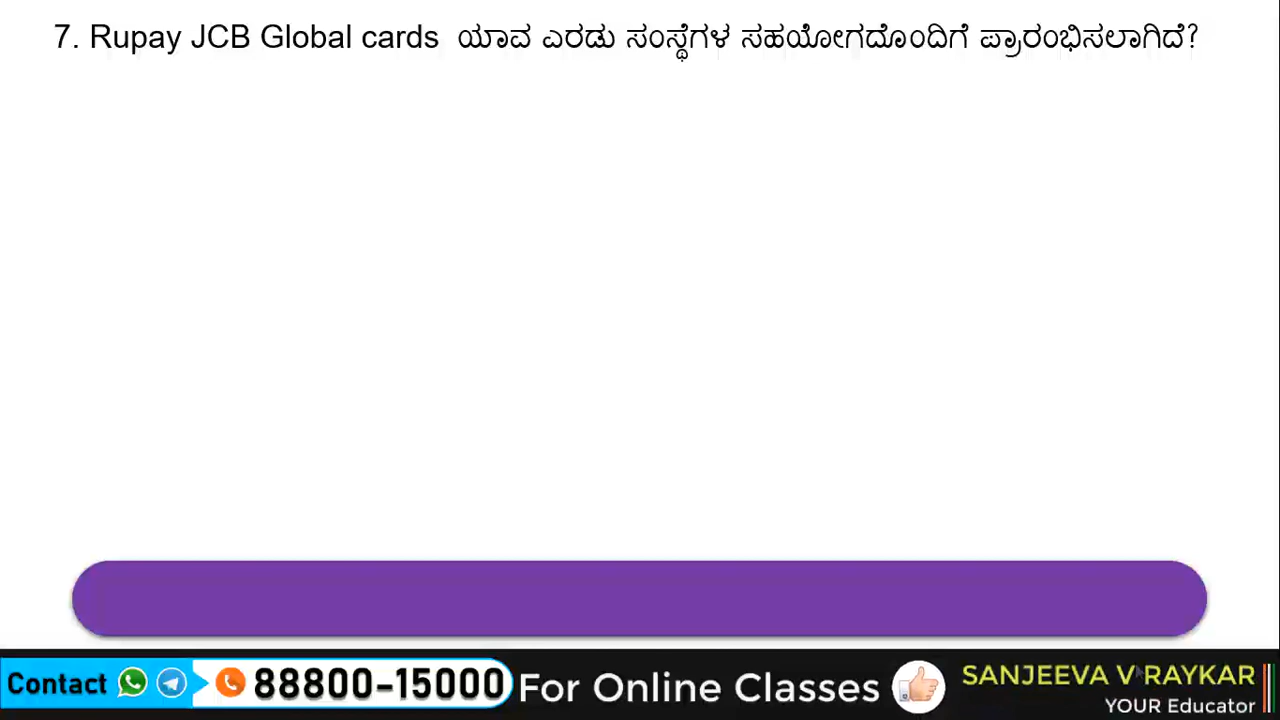 7. Rupay JCB Global cards ಯಾವ ಎರಡು ಸಂಸ್ಥೆಗಳ ಸಹಯೋಗದೊಂದಿಗೆ ಪ್ರಾರಂಭಿಸಲಾಗಿದೆ?
Contact 88800-15000 For Online Classes SANJEEVA V RAYKAR
YOUR Educator